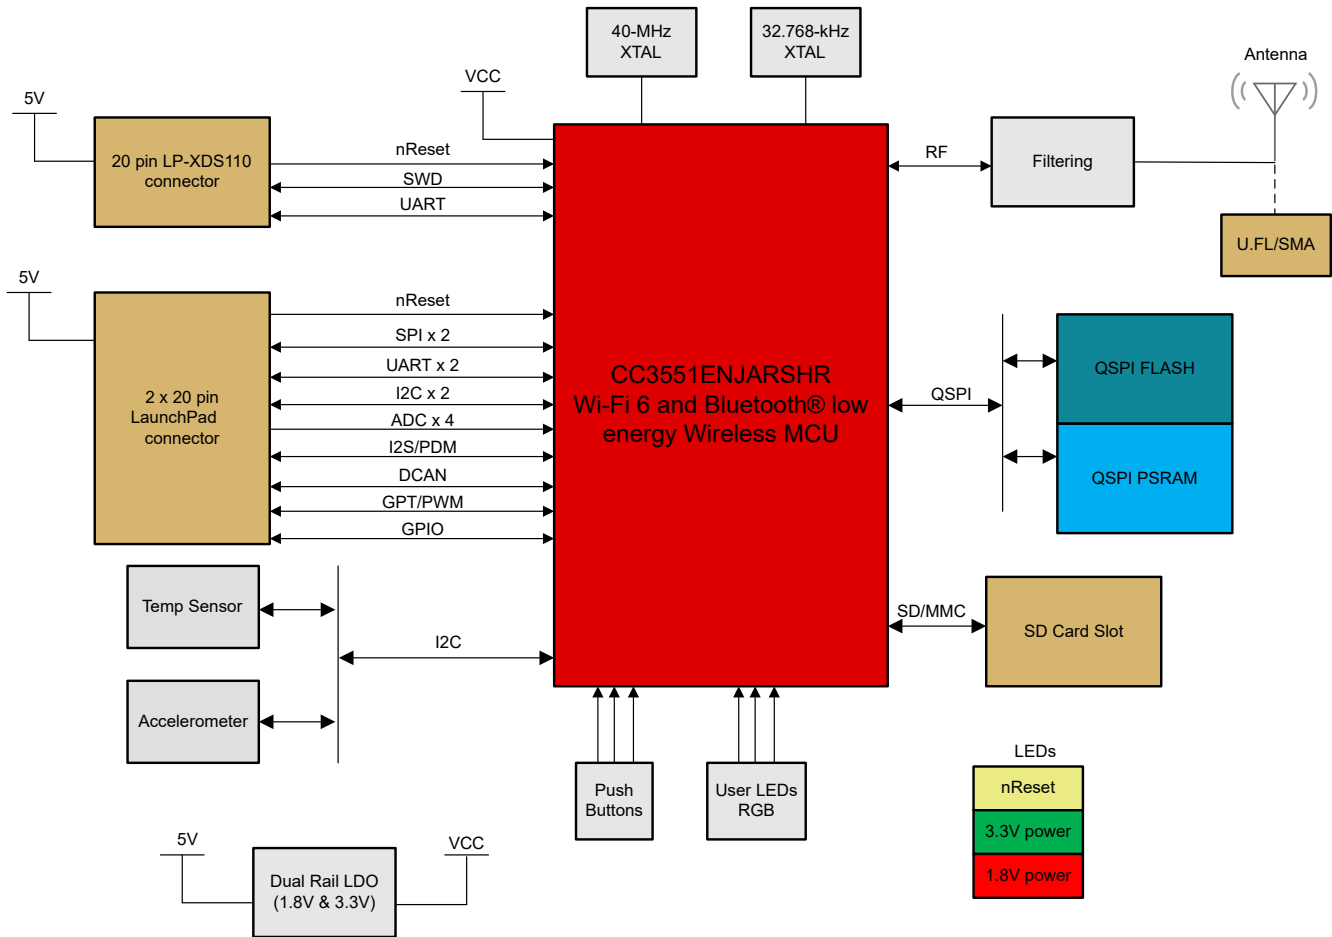 40-MHz
XTAL
32.768-kHz
XTAL
Antenna
VCC
5V
20 pin LP-XDS110
connector
nReset
SWD
UART
RF
Filtering
U.FL/SMA
5V
2 x 20 pin
LaunchPad
connector
nReset
SPI x 2
UART x 2
I2C x 2
ADC x 4
I2S/PDM
DCAN
GPT/PWM
GPIO
CC3551ENJARSHR
Wi-Fi 6 and Bluetooth® low
energy Wireless MCU
QSPI
QSPI FLASH
QSPI PSRAM
Temp Sensor
Accelerometer
I2C
SD/MMC
SD Card Slot
Push
Buttons
User LEDs
RGB
LEDs
nReset
3.3V power
1.8V power
5V
Dual Rail LDO
(1.8V & 3.3V)
VCC